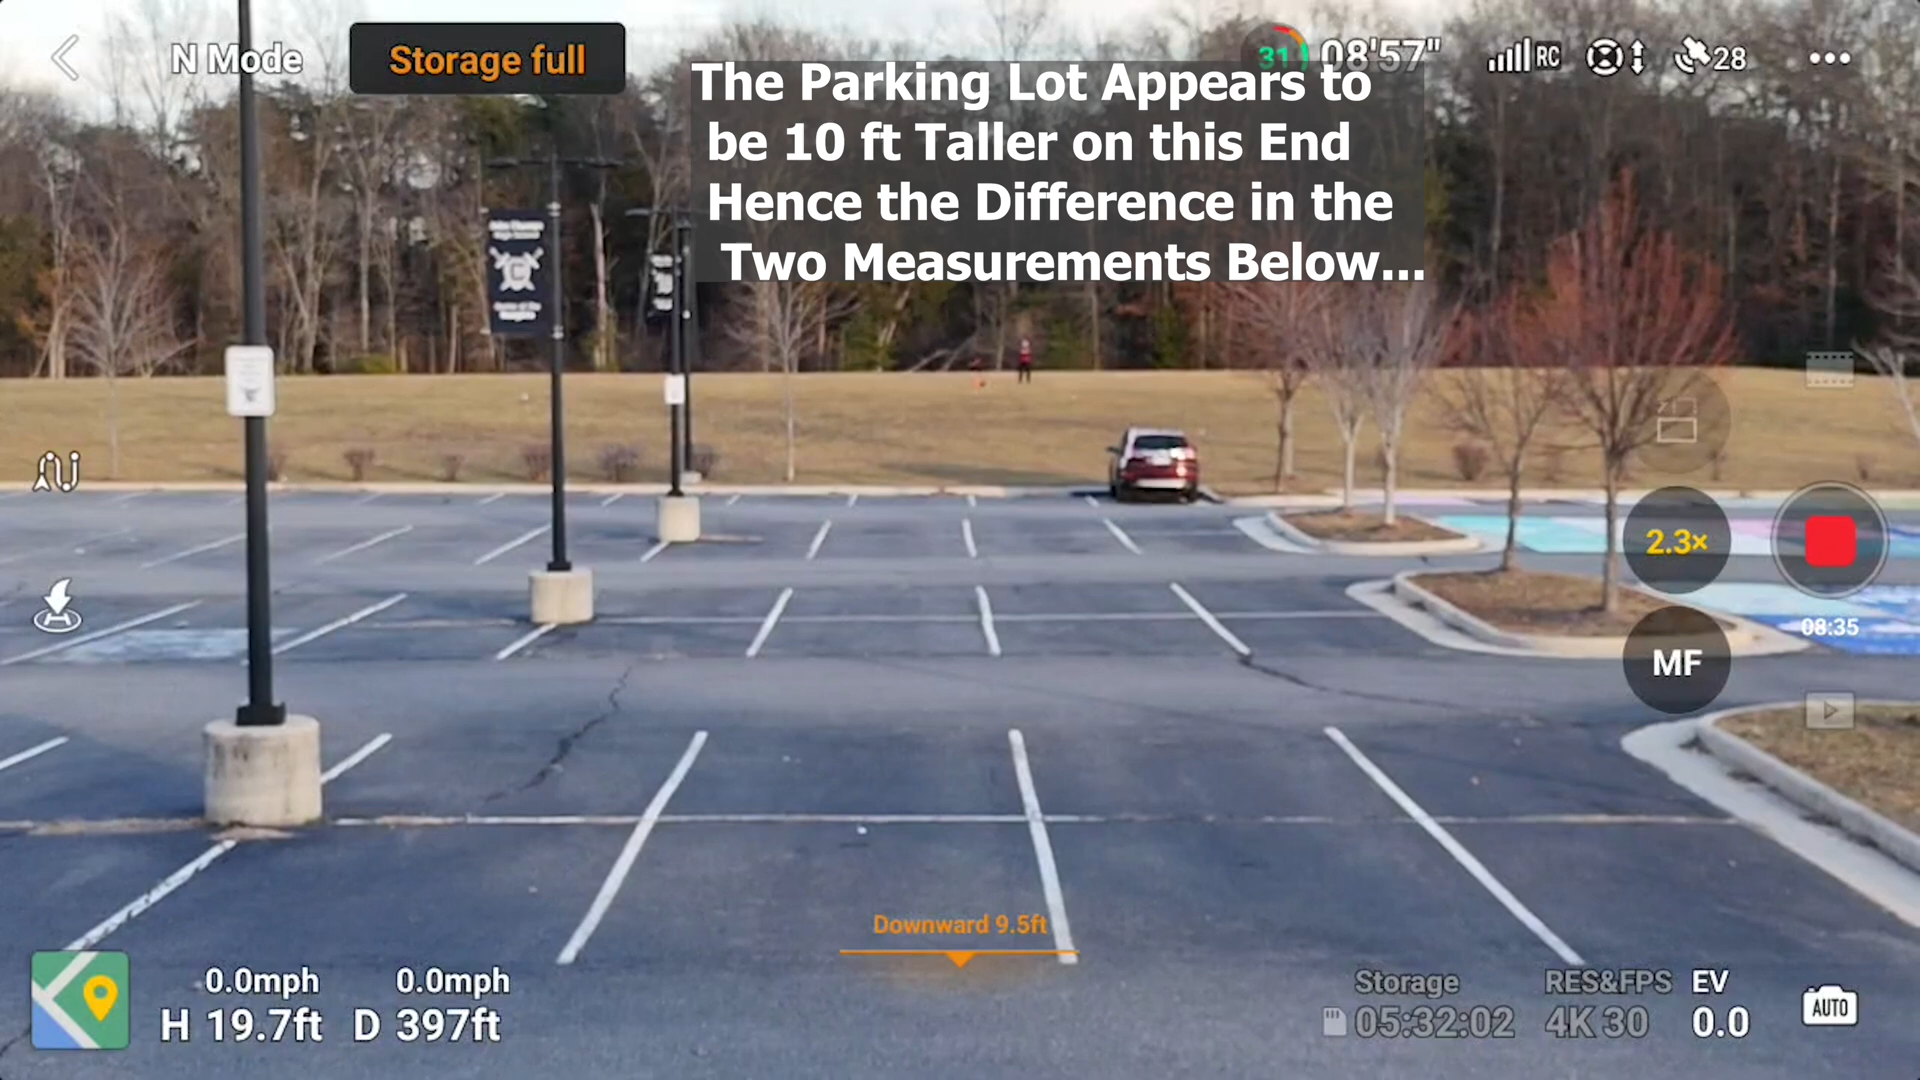 N Mode
Storage full
31
08'57"
RC
28
The Parking Lot Appears to
be 10 ft Taller on this End
Hence the Difference in the
Two Measurements Below...
C
2.3×
08:35
MF
Downward 9.5ft
0.0mph
0.0mph
H 19.7ft
D 397ft
Storage
05:32:02
RES&FPS
4K 30
EV
0.0
AUTO